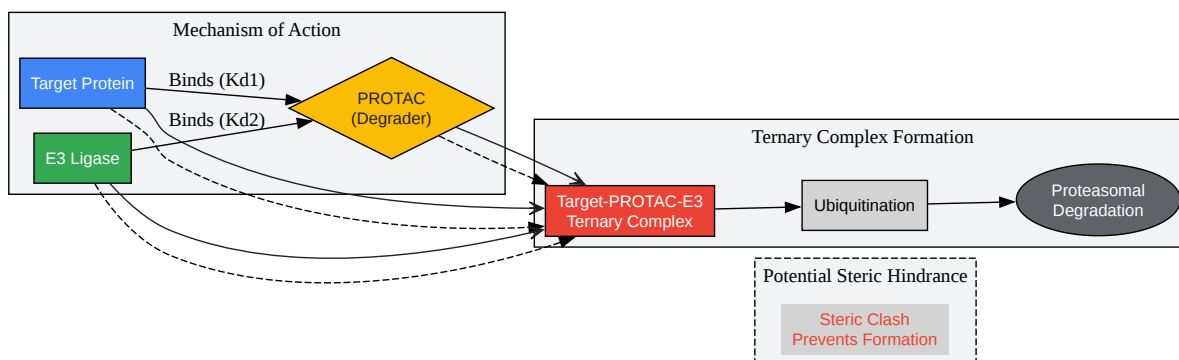 Mechanism of Action
Target Protein
Binds (Kd1)
PROTAC
(Degrader)
Binds (Kd2)
E3 Ligase
Ternary Complex Formation
Target-PROTAC-E3
Ternary Complex
Ubiquitination
Proteasomal
Degradation
Potential Steric Hindrance
Steric Clash
Prevents Formation